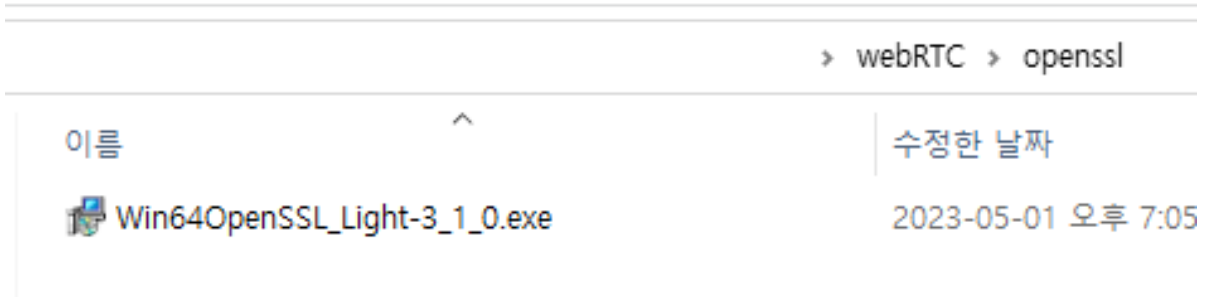 › webRTC › openssl
이름 수정한 날짜
Win64OpenSSL_Light-3_1_0.exe 2023-05-01 오후 7:05